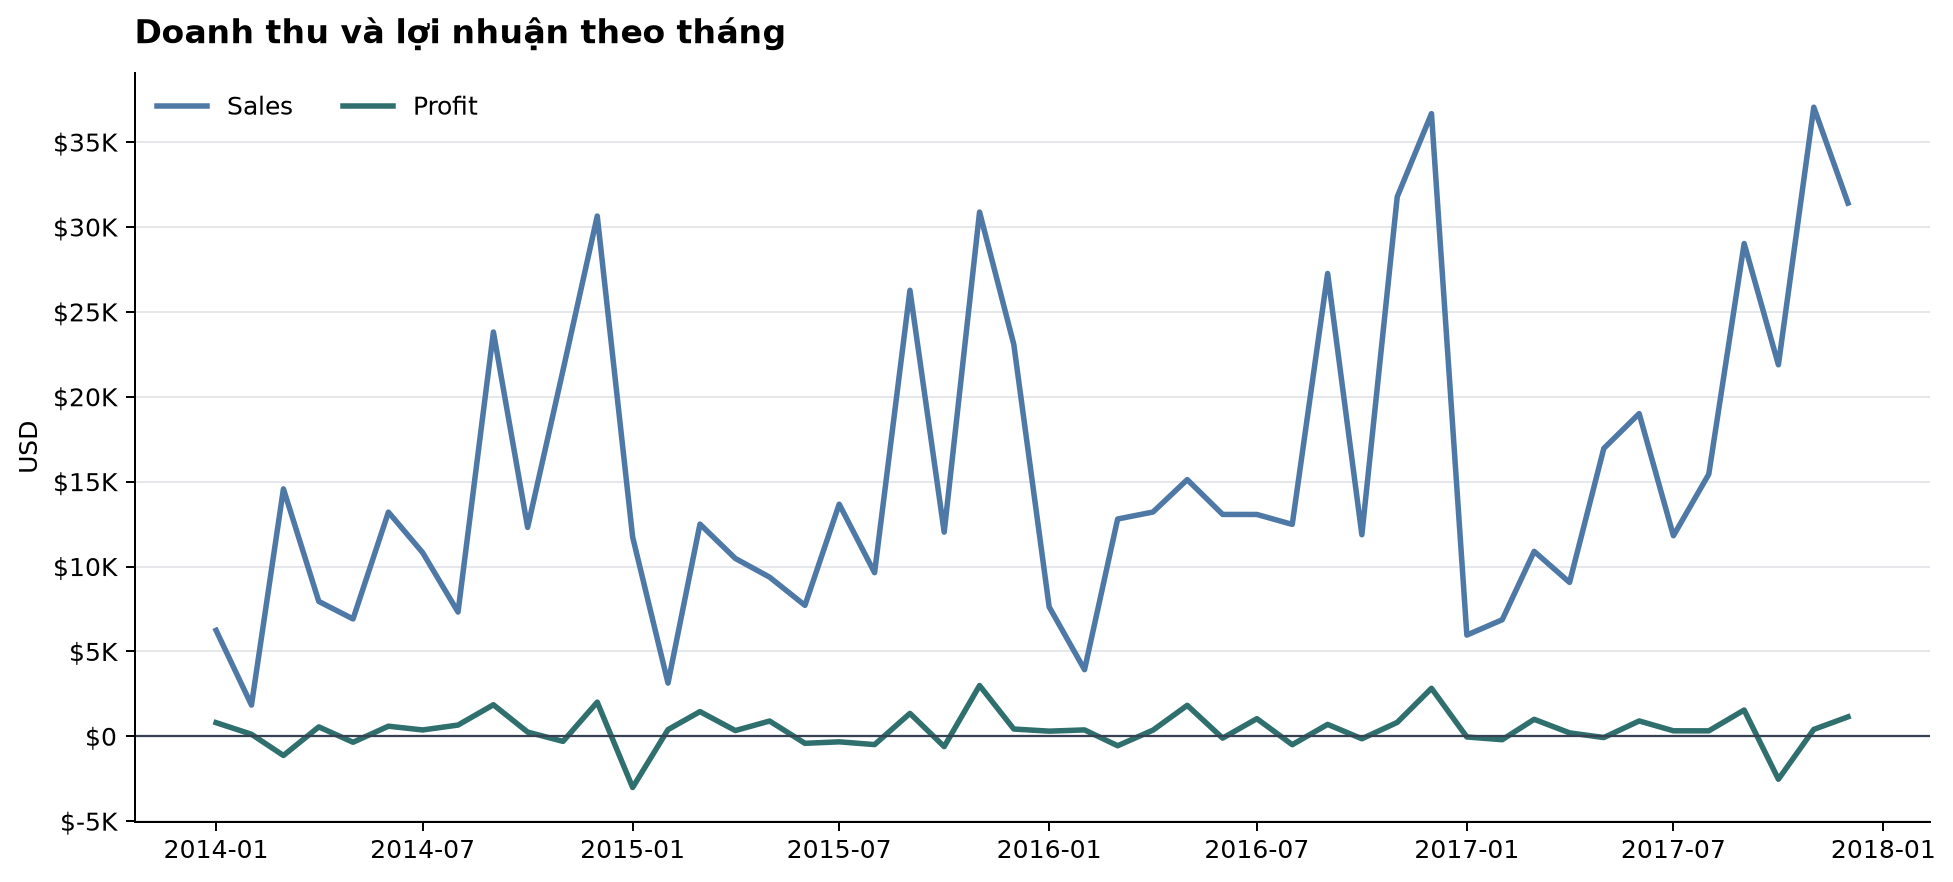 Doanh thu và lợi nhuận theo tháng
Sales
Profit
$35K
$30K
$25K
$20K
$15K
$10K
$5K
$0
$-5K
USD
2014-01
2014-07
2015-01
2015-07
2016-01
2016-07
2017-01
2017-07
2018-01